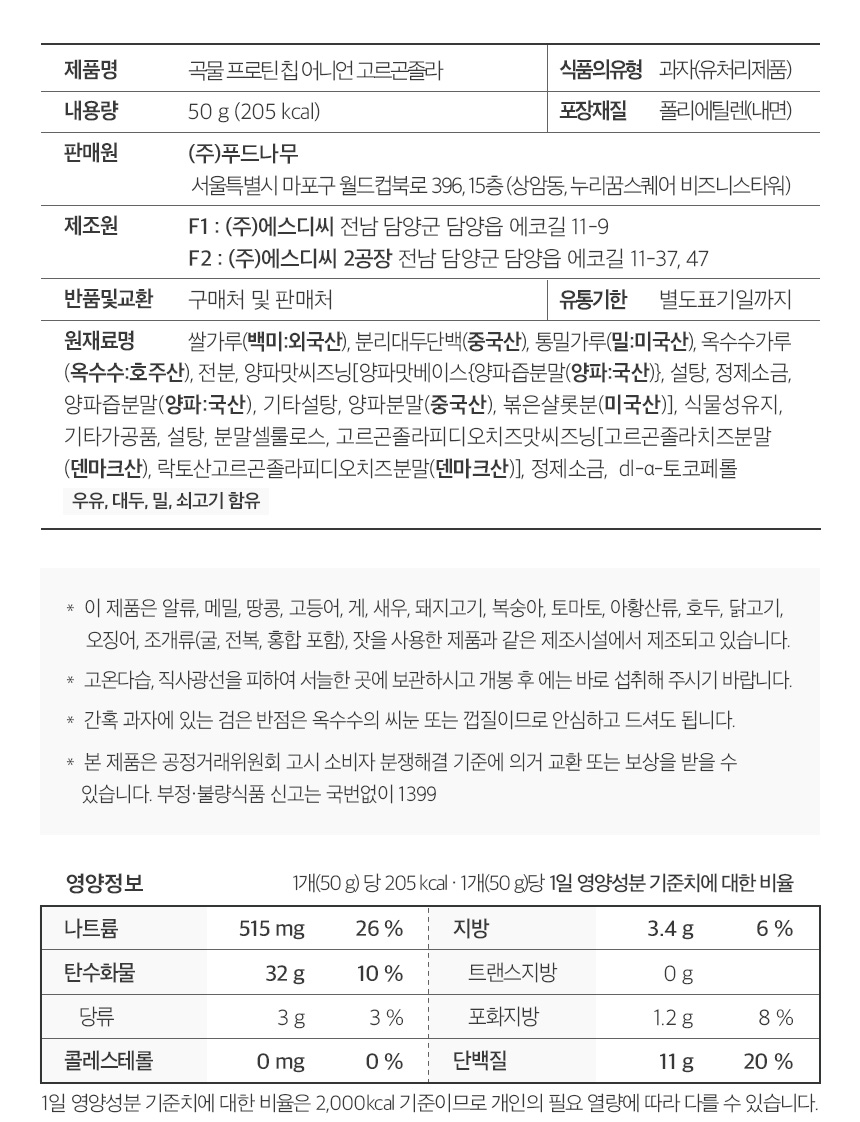 제품명 곡물 프로틴 칩 어니언 고르곤졸라 식품의유형 과자(유처리제품)
내용량 50 g (205 kcal) 포장재질 폴리에틸렌(내면)
판매원 (주)푸드나무
서울특별시 마포구 월드컵북로 396, 15층 (상암동, 누리꿈스퀘어 비즈니스타워)
제조원 F1 : (주)에스디씨 전남 담양군 담양읍 에코길 11-9
F2 : (주)에스디씨 2공장 전남 담양군 담양읍 에코길 11-37, 47
반품및교환 구매처 및 판매처 유통기한 별도표기일까지
원재료명 쌀가루(백미:외국산), 분리대두단백(중국산), 통밀가루(밀:미국산), 옥수수가루
(옥수수:호주산), 전분, 양파맛씨즈닝[양파맛베이스{양파즙분말(양파:국산)}, 설탕, 정제소금,
양파즙분말(양파:국산), 기타설탕, 양파분말(중국산), 볶은샬롯분(미국산)], 식물성유지,
기타가공품, 설탕, 분말셀룰로스, 고르곤졸라피디오치즈맛씨즈닝[고르곤졸라치즈분말
(덴마크산), 락토산고르곤졸라피디오치즈분말(덴마크산)], 정제소금, dl-α-토코페롤
우유, 대두, 밀, 쇠고기 함유
* 이 제품은 알류, 메밀, 땅콩, 고등어, 게, 새우, 돼지고기, 복숭아, 토마토, 아황산류, 호두, 닭고기,
오징어, 조개류(굴, 전복, 홍합 포함), 잣을 사용한 제품과 같은 제조시설에서 제조되고 있습니다.
* 고온다습, 직사광선을 피하여 서늘한 곳에 보관하시고 개봉 후 에는 바로 섭취해 주시기 바랍니다.
* 간혹 과자에 있는 검은 반점은 옥수수의 씨눈 또는 껍질이므로 안심하고 드셔도 됩니다.
* 본 제품은 공정거래위원회 고시 소비자 분쟁해결 기준에 의거 교환 또는 보상을 받을 수
있습니다. 부정·불량식품 신고는 국번없이 1399
영양정보 1개(50 g) 당 205 kcal · 1개(50 g)당 1일 영양성분 기준치에 대한 비율
나트륨 515 mg 26 % 지방 3.4 g 6 %
탄수화물 32 g 10 % 트랜스지방 0 g
당류 3 g 3 % 포화지방 1.2 g 8 %
콜레스테롤 0 mg 0 % 단백질 11 g 20 %
1일 영양성분 기준치에 대한 비율은 2,000kcal 기준이므로 개인의 필요 열량에 따라 다를 수 있습니다.